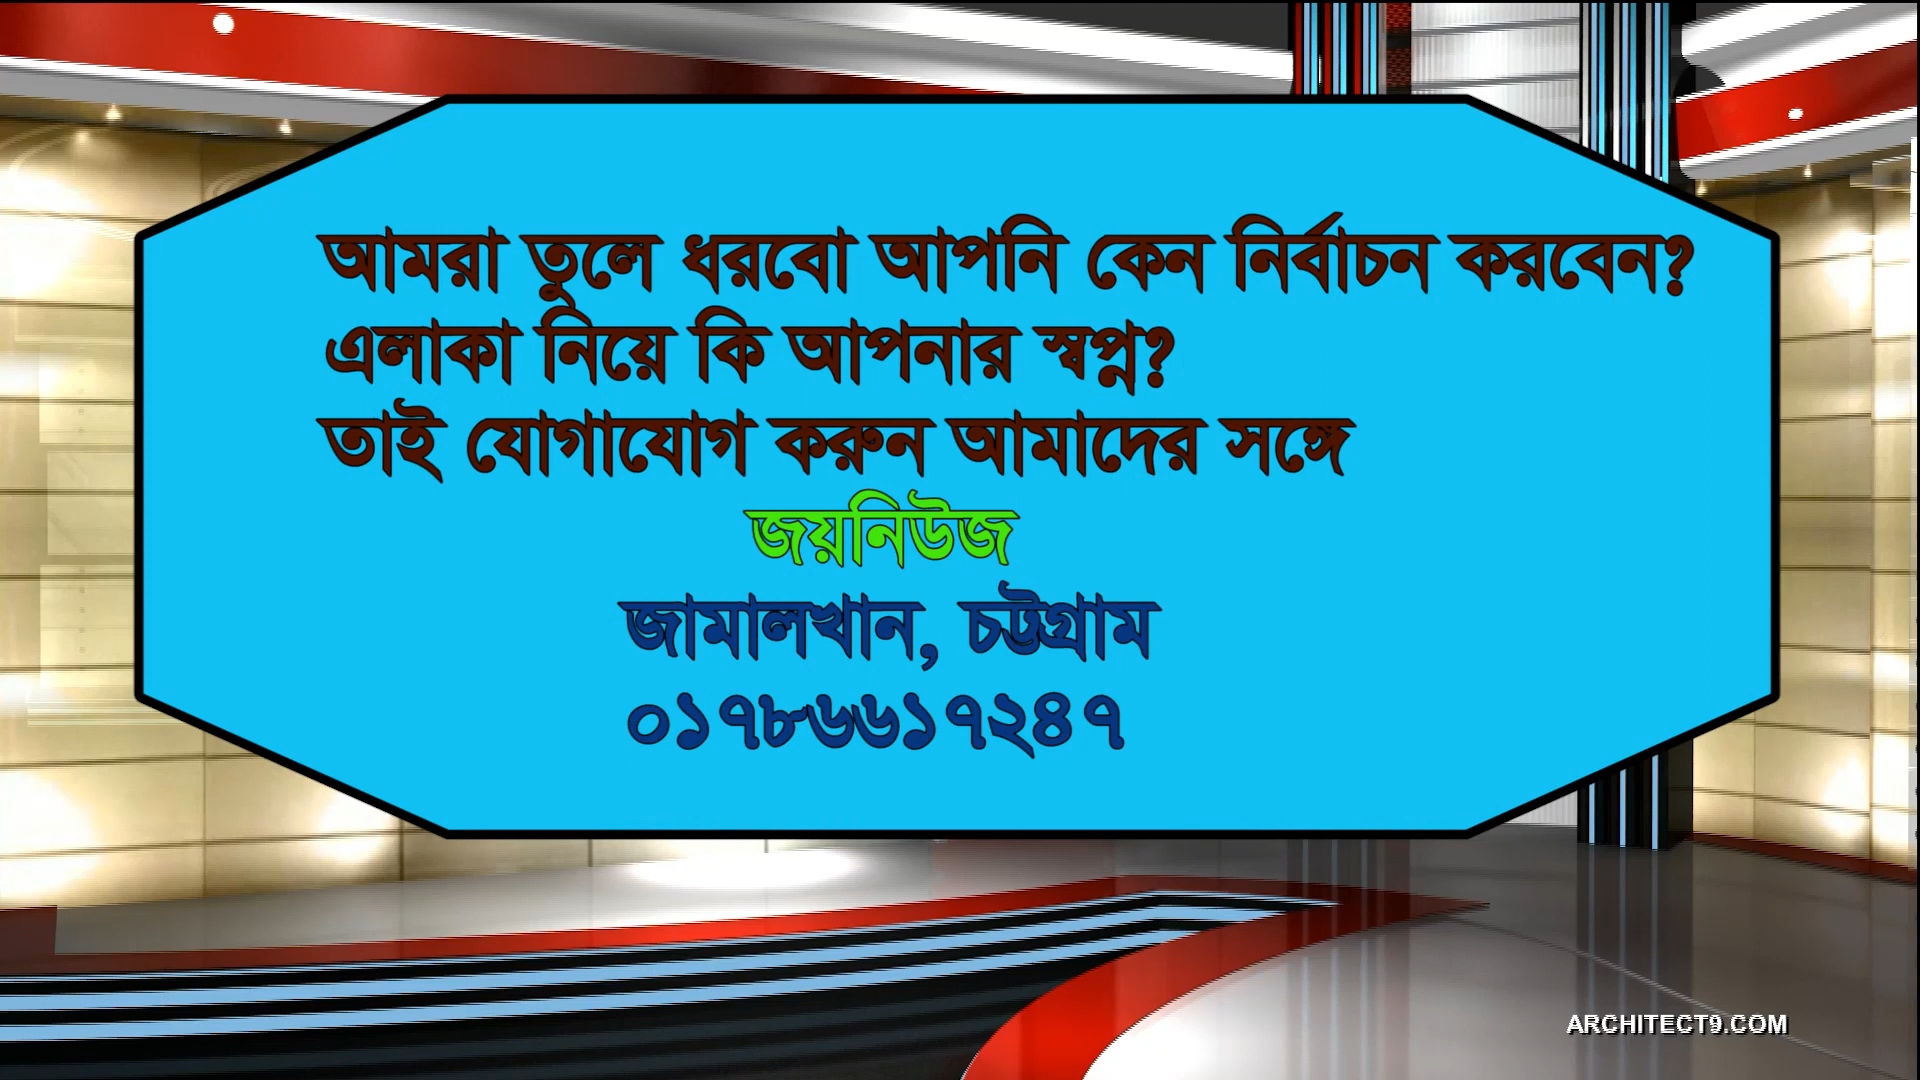 আমরা তুলে ধরবো আপনি কেন নির্বাচন করবেন?
এলাকা নিয়ে কি আপনার স্বপ্ন?
তাই যোগাযোগ করুন আমাদের সঙ্গে
জয়নিউজ
জামালখান, চট্টগ্রাম
০১৭৮৬৬১৭২৪৭
ARCHITECT9.COM